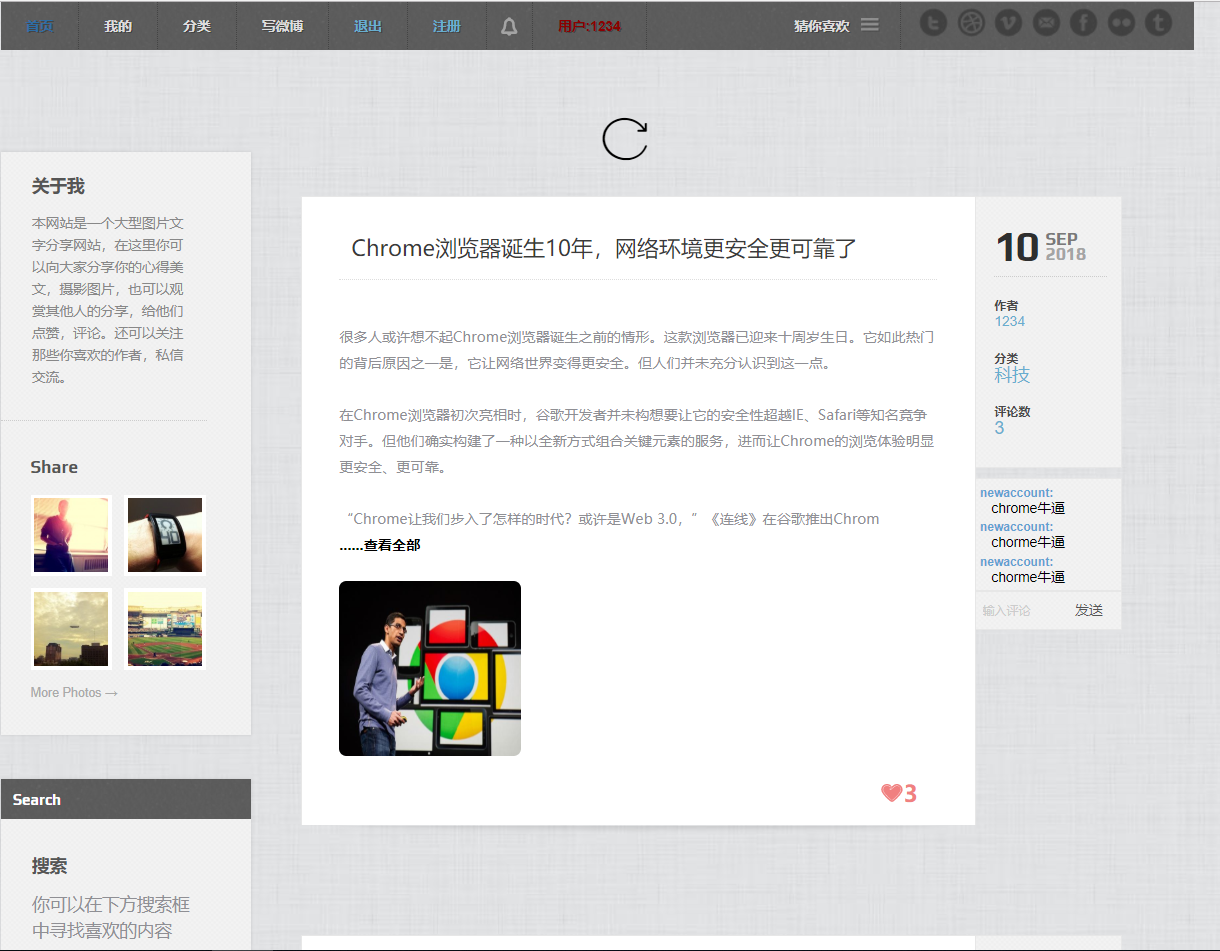 首页 我的 分类 写微博 退出 注册 用户:1234 猜你喜欢
关于我
本网站是一个大型图片文
字分享网站，在这里你可
以向大家分享你的心得美
文，摄影图片，也可以观
赏其他人的分享，给他们
点赞，评论。还可以关注
那些你喜欢的作者，私信
交流。
Share
More Photos →
Search
搜索
你可以在下方搜索框
中寻找喜欢的内容
Chrome浏览器诞生10年，网络环境更安全更可靠了
很多人或许想不起Chrome浏览器诞生之前的情形。这款浏览器已迎来十周岁生日。它如此热门
的背后原因之一是，它让网络世界变得更安全。但人们并未充分认识到这一点。
在Chrome浏览器初次亮相时，谷歌开发者并未构想要让它的安全性超越IE、Safari等知名竞争
对手。但他们确实构建了一种以全新方式组合关键元素的服务，进而让Chrome的浏览体验明显
更安全、更可靠。
“Chrome让我们步入了怎样的时代？或许是Web 3.0，”《连线》在谷歌推出Chrom
......查看全部
3
10 SEP
2018
作者
1234
分类
科技
评论数
3
newaccount:
chrome牛逼
newaccount:
chorme牛逼
newaccount:
chorme牛逼
输入评论 发送